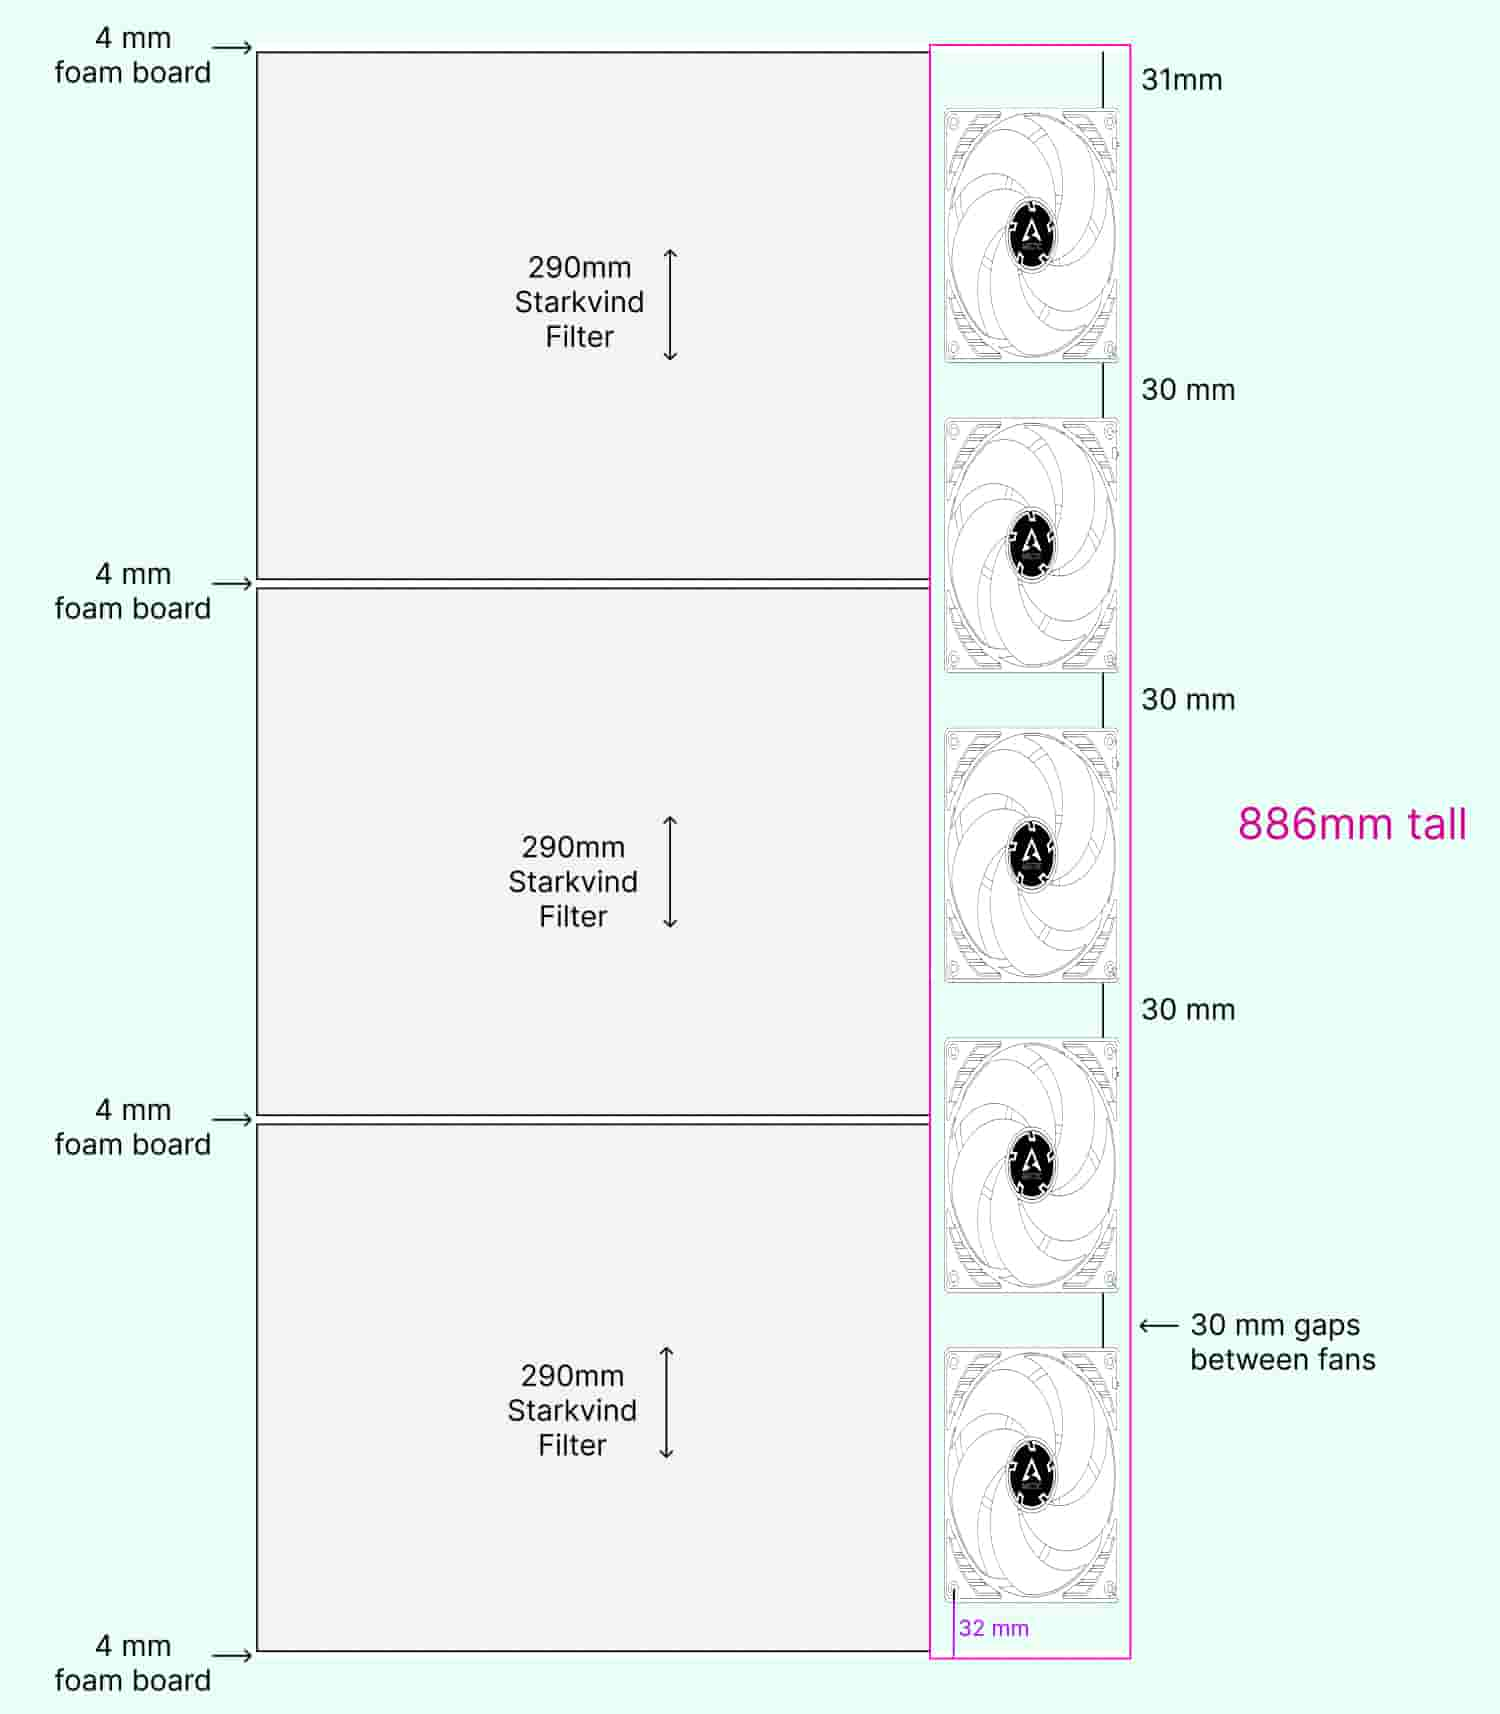 4 mm
foam board
31mm
290mm
Starkvind
Filter
30 mm
4 mm
foam board
30 mm
886mm tall
290mm
Starkvind
Filter
30 mm
4 mm
foam board
30 mm gaps
between fans
290mm
Starkvind
Filter
32 mm
4 mm
foam board